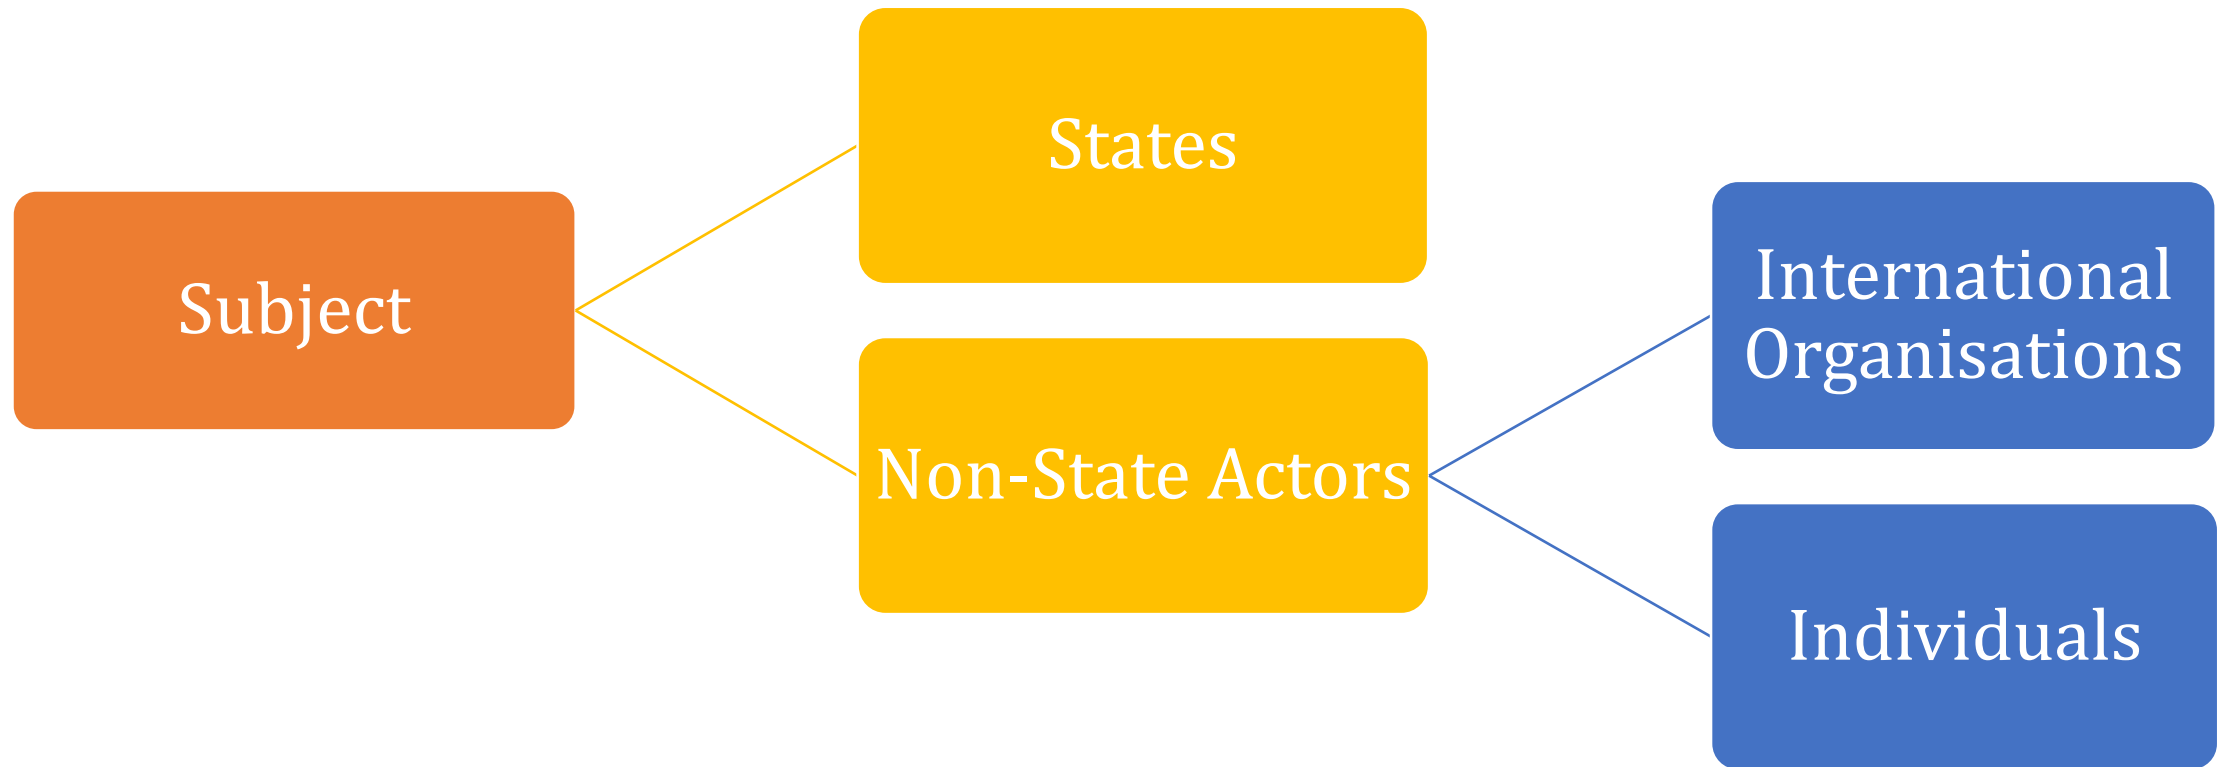 Subject
States
Non-State Actors
International
Organisations
Individuals